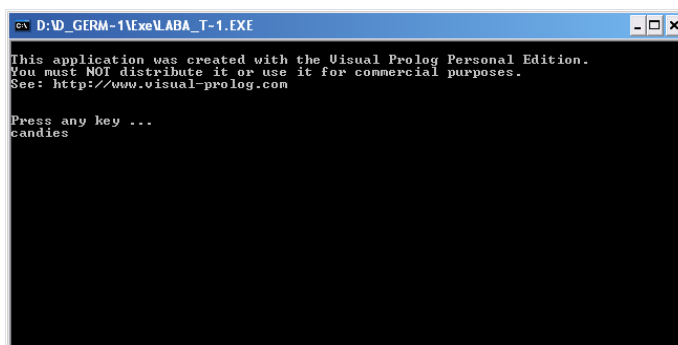 D:\D_GERM~1\Exe\LABA_T~1.EXE
This application was created with the Visual Prolog Personal Edition.
You must NOT distribute it or use it for commercial purposes.
See: http://www.visual-prolog.com
Press any key ...
candies